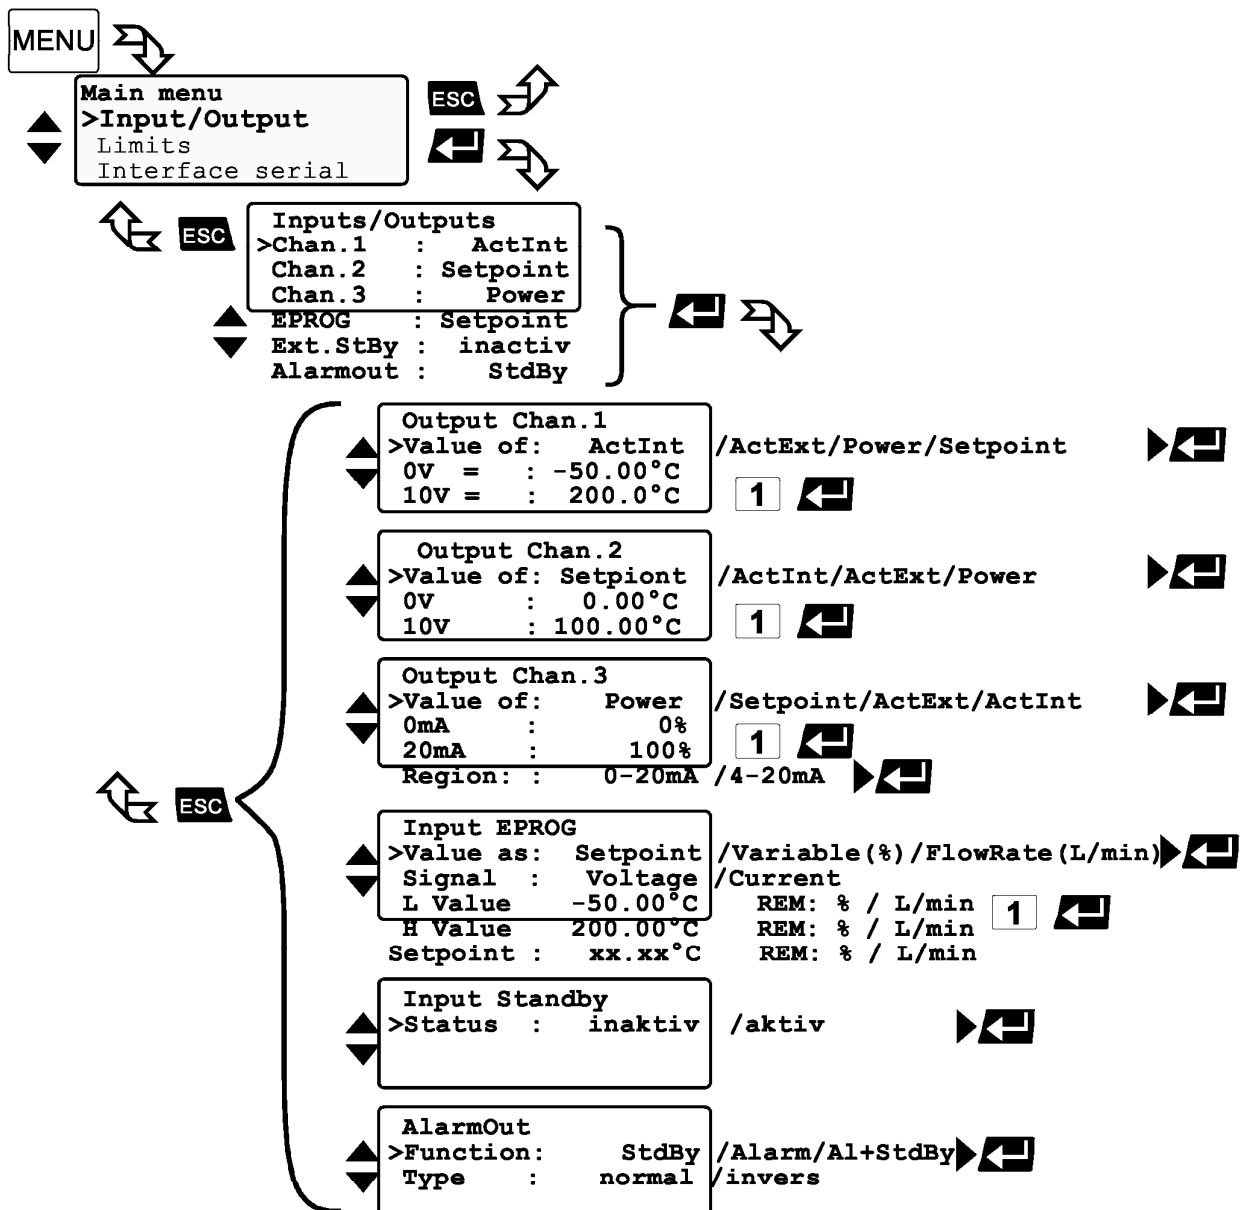 MENU
Main menu
>Input/Output
Limits
Interface serial
ESC
ESC
Inputs/Outputs
>Chan.1 : ActInt
Chan.2 : Setpoint
Chan.3 : Power
EPROG : Setpoint
Ext.StBy : inactiv
Alarmout : StdBy
Output Chan.1
>Value of: ActInt /ActExt/Power/Setpoint
0V = : -50.00°C
10V = : 200.0°C 1
Output Chan.2
>Value of: Setpiont /ActInt/ActExt/Power
0V : 0.00°C
10V : 100.00°C 1
Output Chan.3
>Value of: Power /Setpoint/ActExt/ActInt
0mA : 0%
20mA : 100% 1
Region: : 0-20mA /4-20mA
ESC
Input EPROG
>Value as: Setpoint /Variable(%)/FlowRate(L/min)
Signal : Voltage /Current
L Value -50.00°C REM: % / L/min 1
H Value 200.00°C REM: % / L/min
Setpoint : xx.xx°C REM: % / L/min
Input Standby
>Status : inaktiv /aktiv
AlarmOut
>Function: StdBy /Alarm/Al+StdBy
Type : normal /invers